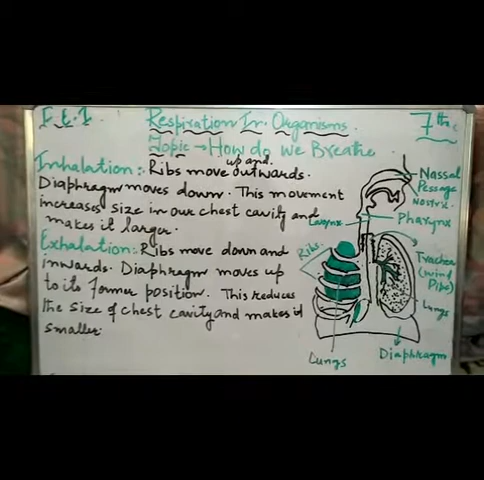 Respiration In Organisms.
7th c
Topic → How do we Breathe
Inhalation:- Ribs move up and outwards.
Diaphragm moves down. This movement
increases size in our chest cavity and
makes it larger.
Exhalation:- Ribs move down and
inwards. Diaphragm moves up
to its Former position. This reduces
the size of chest cavity and makes it
smaller.
Nassal
Passage
Larynx
Pharynx
Ribs
Trachea
(wind
Pipe)
Lungs
Lungs
Diaphragm